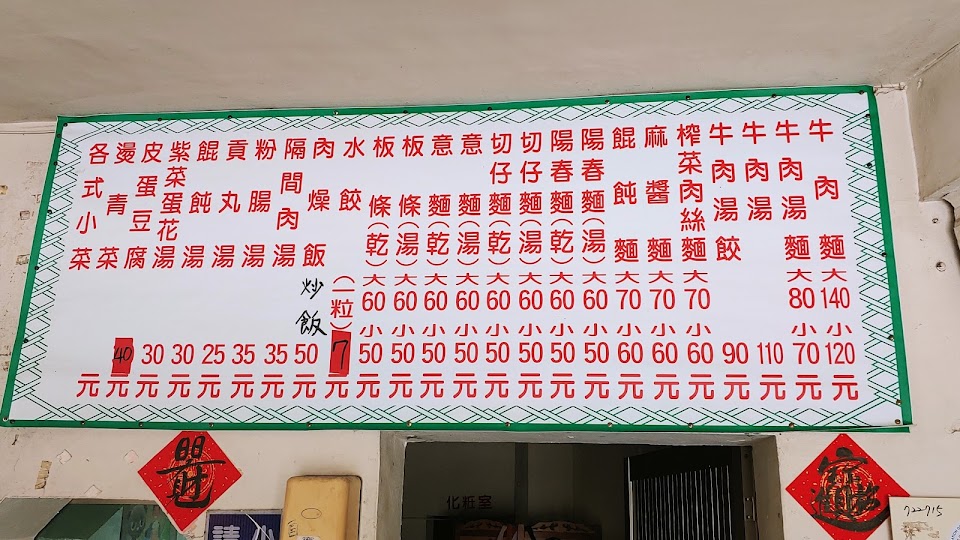 牛肉麵大140小120元
牛肉湯麵大80小70元
牛肉湯110元
牛肉湯餃90元
榨菜肉絲麵大70小60元
麻醬麵大70小60元
餛飩麵大70小60元
陽春麵(湯)大60小50元
陽春麵(乾)大60小50元
切仔麵(湯)大60小50元
切仔麵(乾)大60小50元
意麵(湯)大60小50元
意麵(乾)大60小50元
板條(湯)大60小50元
板條(乾)大60小50元
水餃(一粒)7元
肉燥飯炒飯50元
隔間肉湯35元
粉腸湯35元
貢丸湯25元
餛飩湯30元
紫菜蛋花湯30元
皮蛋豆腐40元
燙青菜元
各式小菜
化粧室
722715